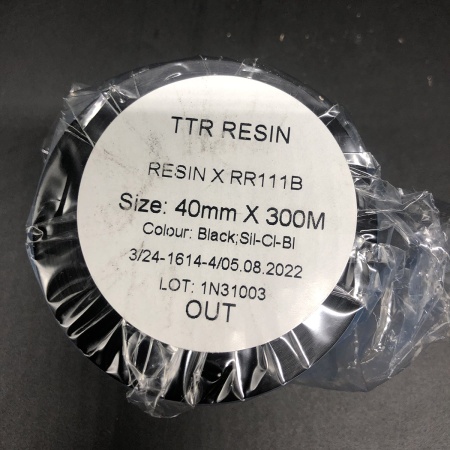 TTR RESIN
RESIN X RR111B
Size: 40mm X 300M
Colour: Black;Sil-Cl-Bl
3/24-1614-4/05.08.2022
LOT: 1N31003
OUT